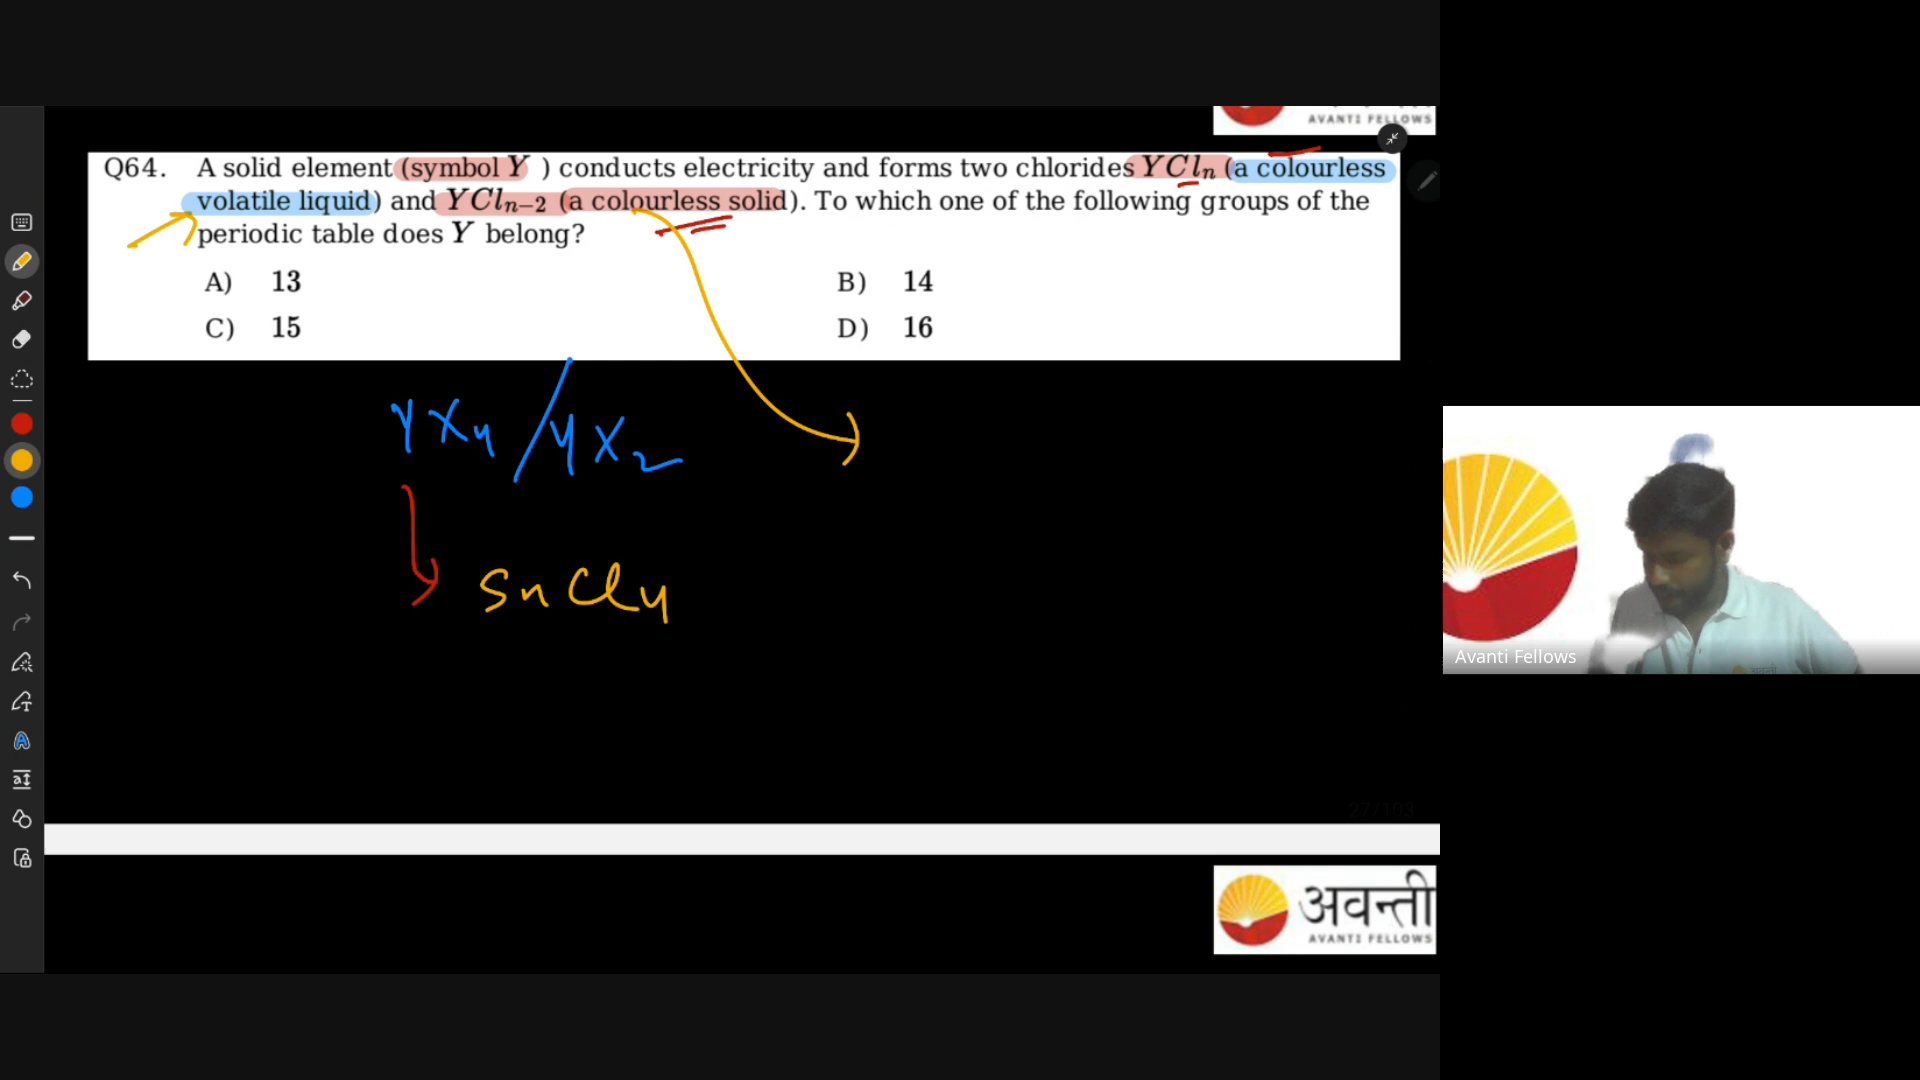 AVANTI FELLOWS
Q64. A solid element (symbol Y ) conducts electricity and forms two chlorides YClₙ (a colourless
volatile liquid) and YClₙ₋₂ (a colourless solid). To which one of the following groups of the
periodic table does Y belong?
A) 13 B) 14
C) 15 D) 16
YX₄ / YX₂
SnCl₄
Avanti Fellows
27/103
अवन्ती
AVANTI FELLOWS